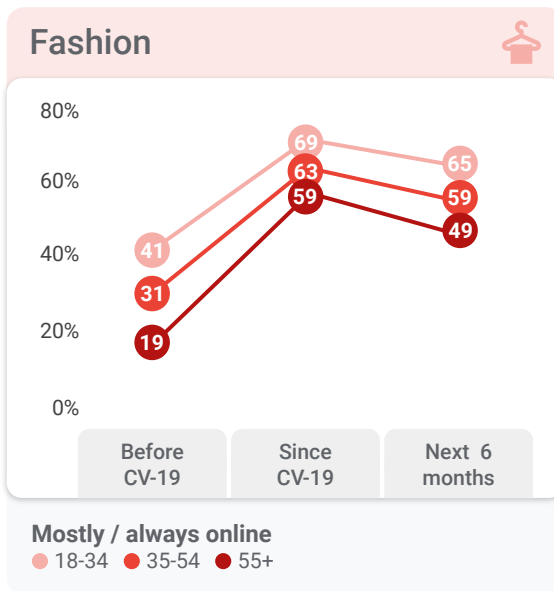 Fashion
80%
69
65
63
60%
59
59
49
41
40%
31
20%
19
0%
Before
CV-19
Since
CV-19
Next 6
months
Mostly / always online
18-34 35-54 55+